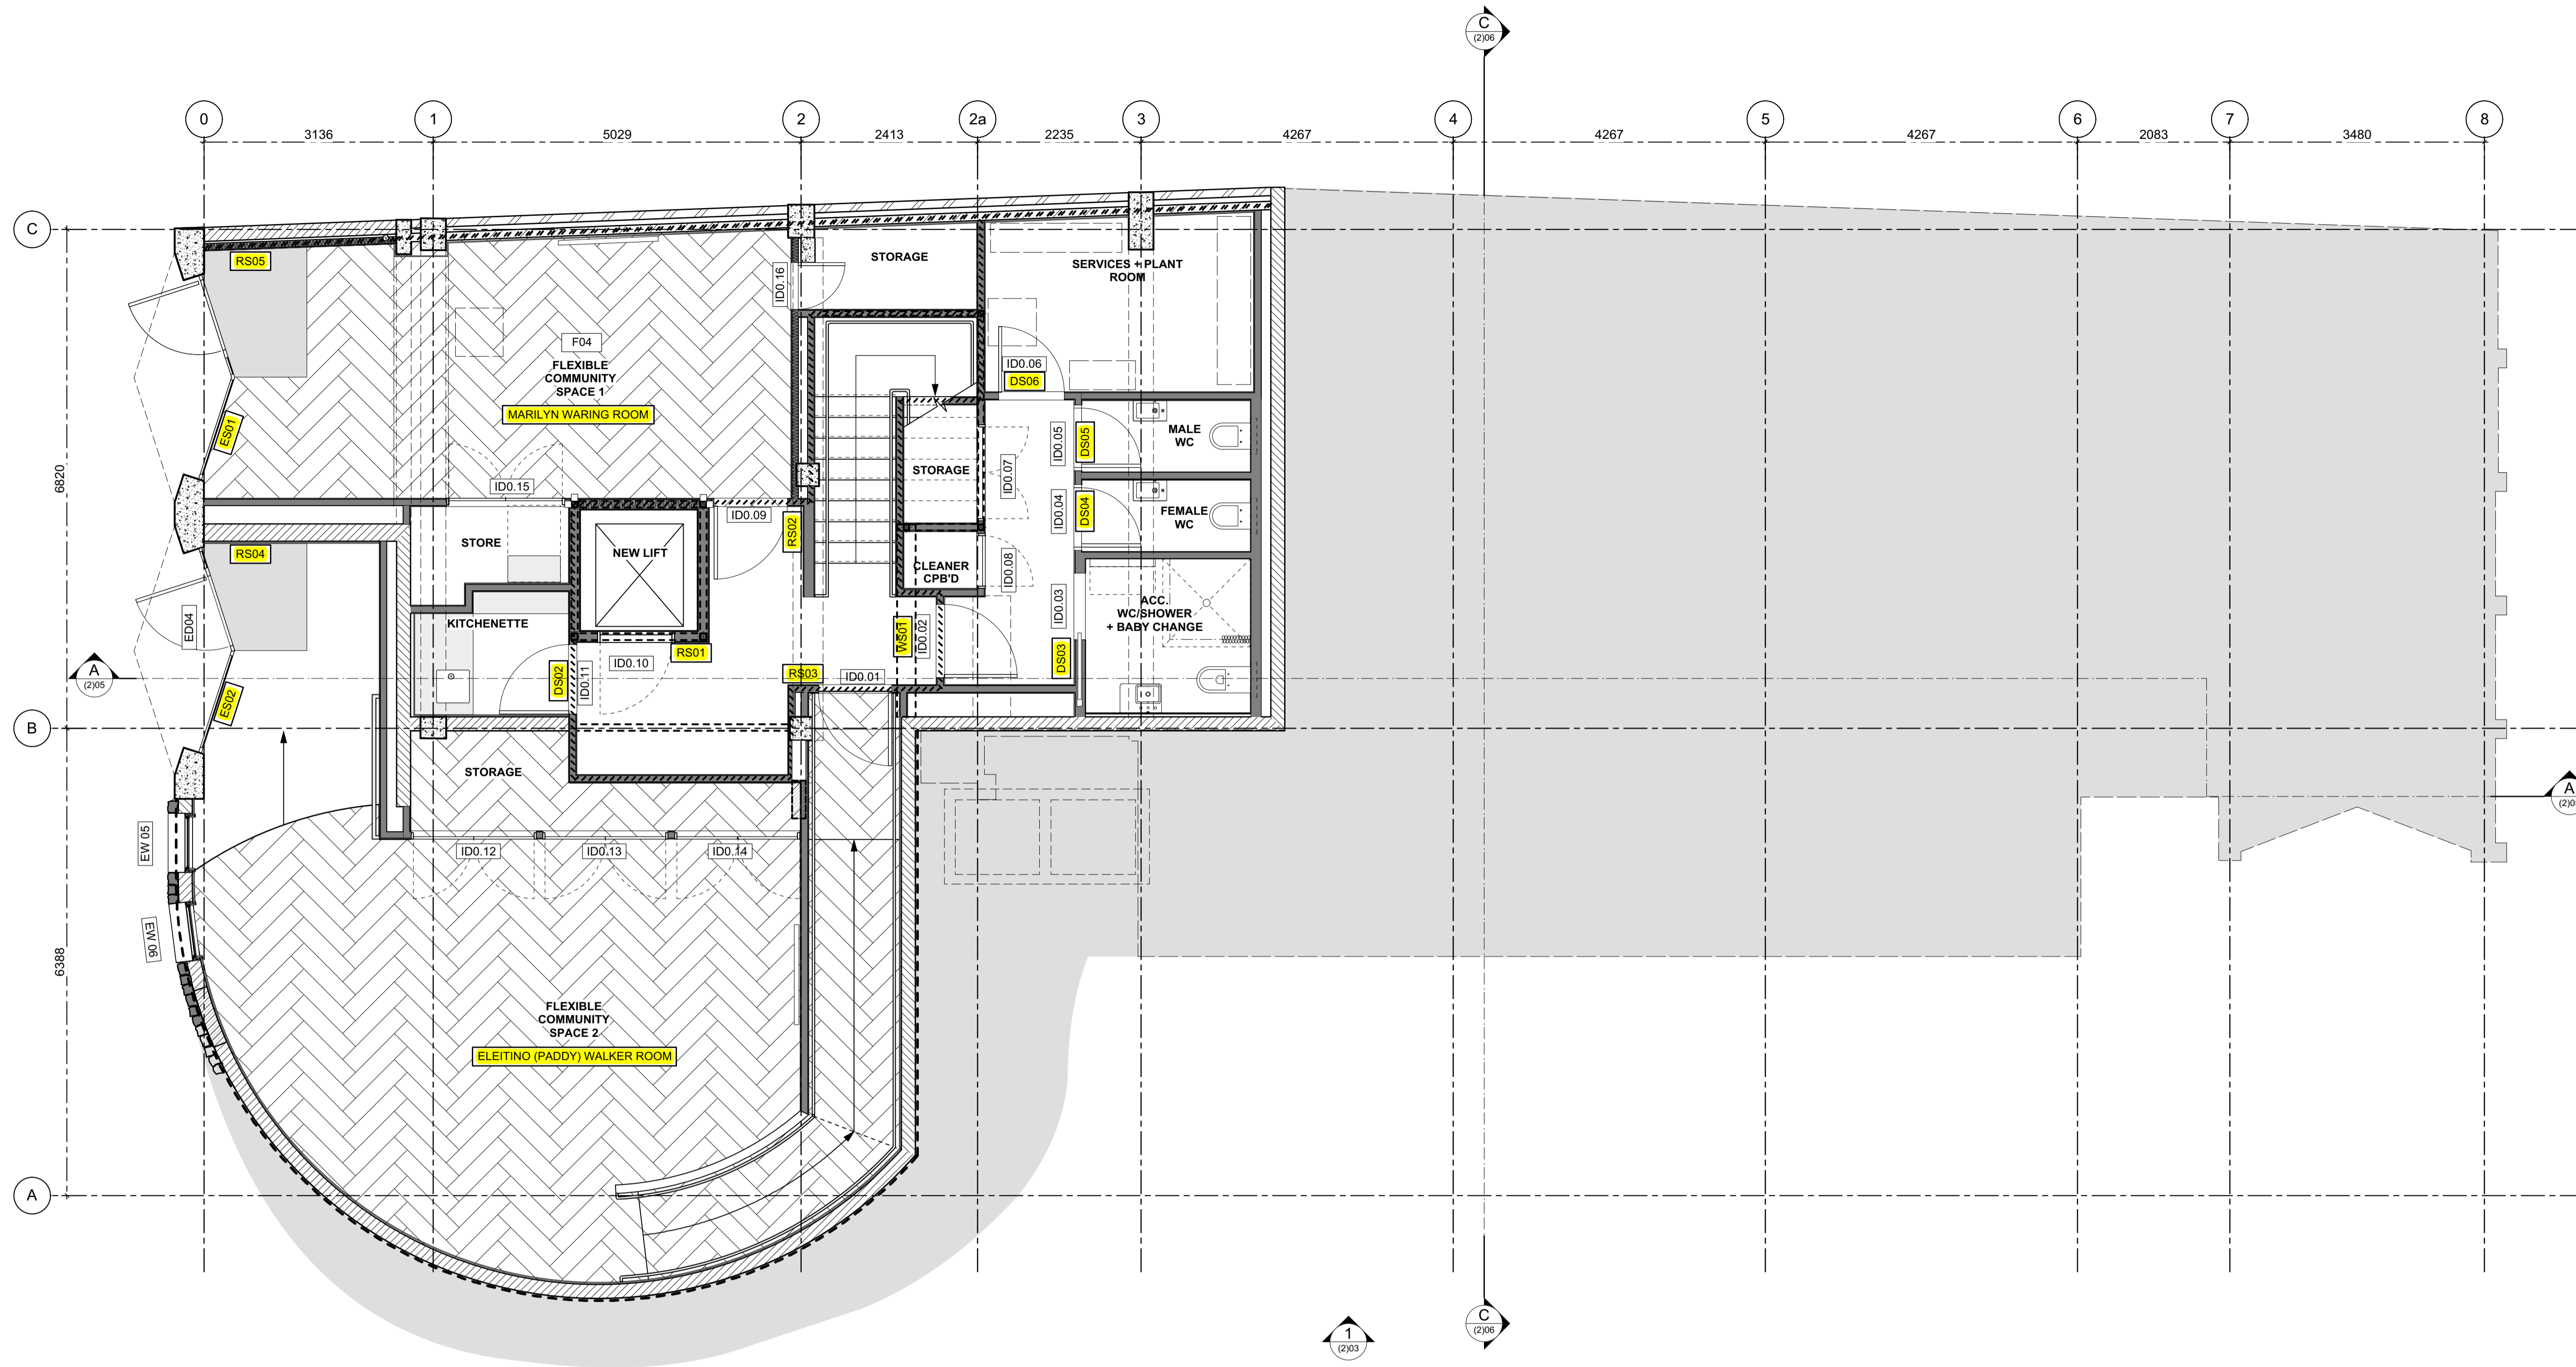 C
(2)06
0
1
2
2a
3
4
5
6
7
8
3136
5029
2413
2235
4267
4267
4267
2083
3480
C
RS05
ID0.16
STORAGE
SERVICES + PLANT
ROOM
F04
FLEXIBLE
COMMUNITY
SPACE 1
MARILYN WARING ROOM
ES01
ID0.06
DS06
6820
ID0.15
STORAGE
ID0.07
ID0.05
DS05
MALE
WC
ID0.09
RS02
ID0.04
DS04
FEMALE
WC
RS04
STORE
NEW LIFT
CLEANER
CPB'D
ID0.08
ED04
KITCHENETTE
ID0.03
ACC.
WC/SHOWER
+ BABY CHANGE
A
(2)05
ES02
DS02
ID0.11
ID0.10
RS01
RS03
ID0.01
WS01
ID0.02
DS03
B
STORAGE
A
EW 05
ID0.12
ID0.13
ID0.14
EW 06
6388
FLEXIBLE
COMMUNITY
SPACE 2
ELEITINO (PADDY) WALKER ROOM
A
1
(2)03
C
(2)06